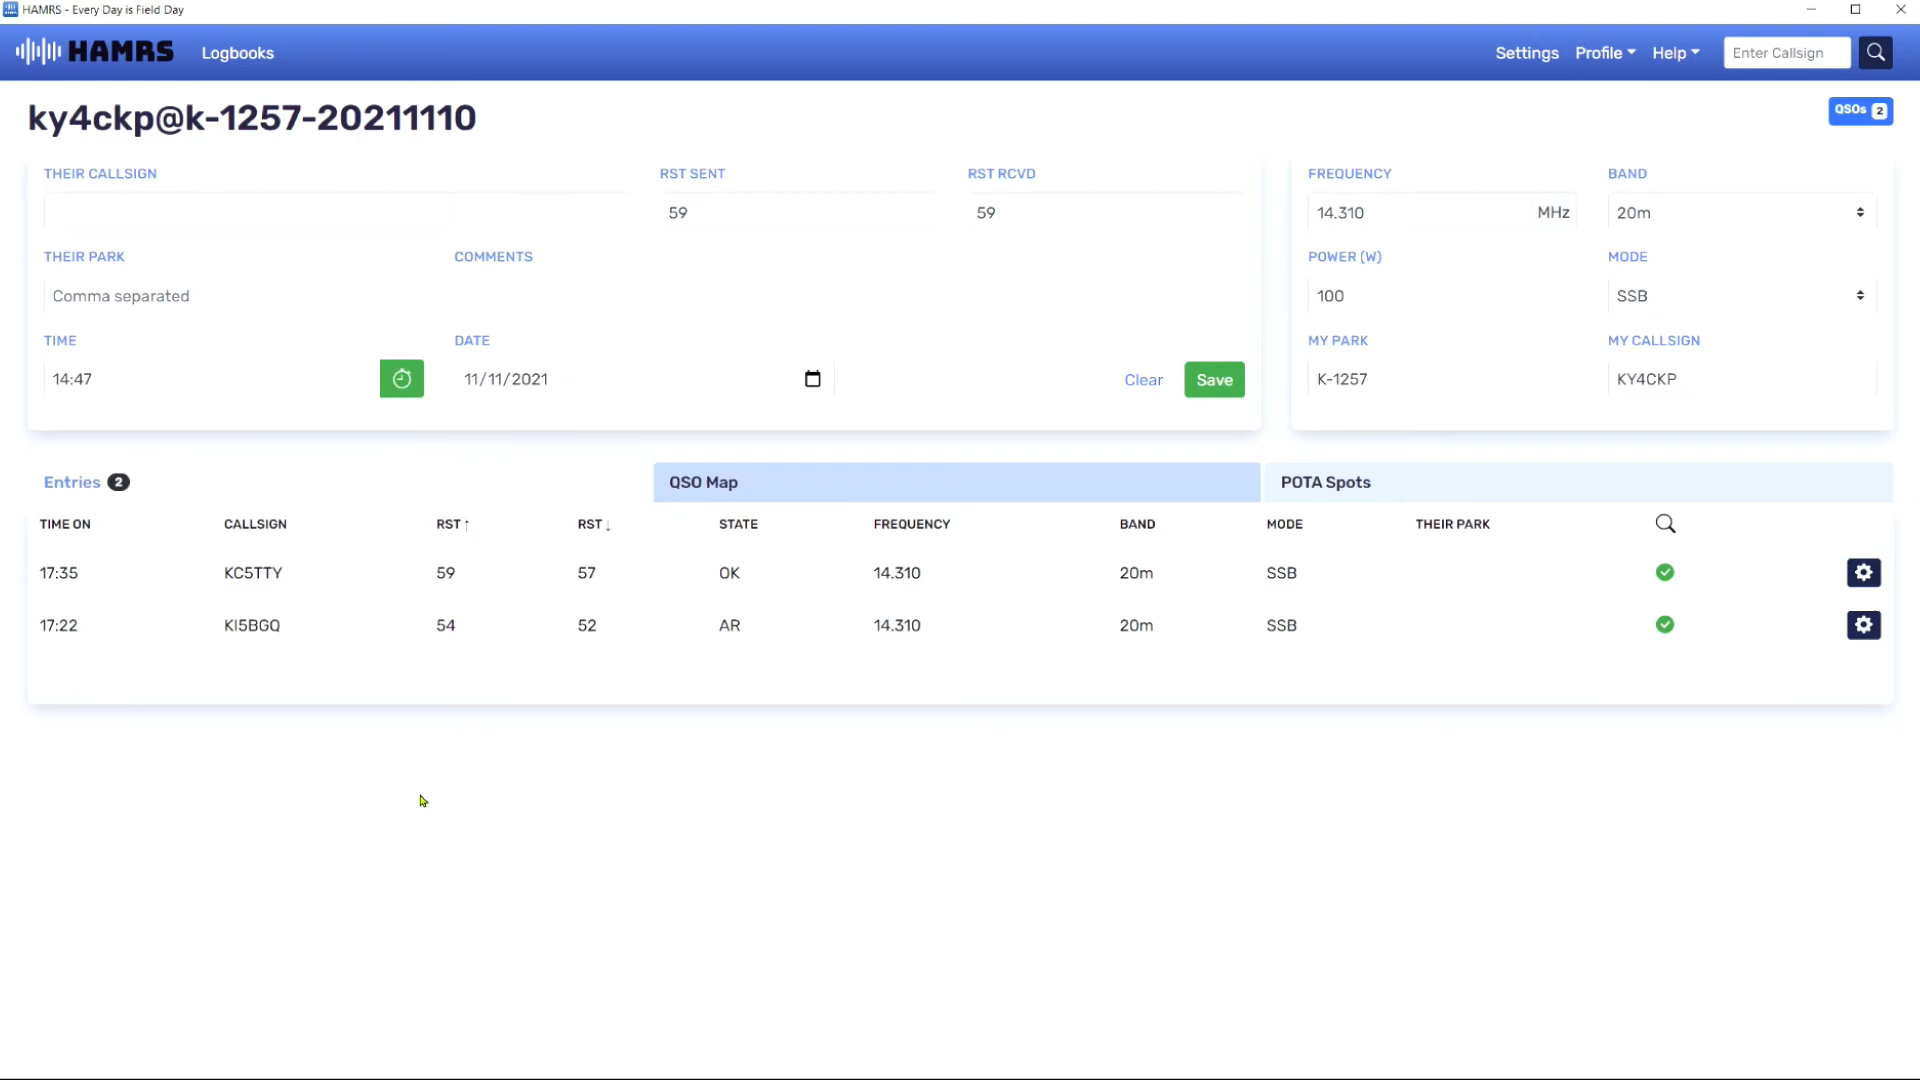 HAMRS - Every Day is Field Day
HAMRS Logbooks Settings Profile Help Enter Callsign
ky4ckp@k-1257-20211110 QSOs 2
THEIR CALLSIGN RST SENT RST RCVD FREQUENCY BAND
59 59 14.310 MHz 20m
THEIR PARK COMMENTS POWER (W) MODE
Comma separated 100 SSB
TIME DATE MY PARK MY CALLSIGN
14:47 11/11/2021 Clear Save K-1257 KY4CKP
Entries 2 QSO Map POTA Spots
TIME ON CALLSIGN RST↑ RST↓ STATE FREQUENCY BAND MODE THEIR PARK
17:35 KC5TTY 59 57 OK 14.310 20m SSB
17:22 KI5BGQ 54 52 AR 14.310 20m SSB